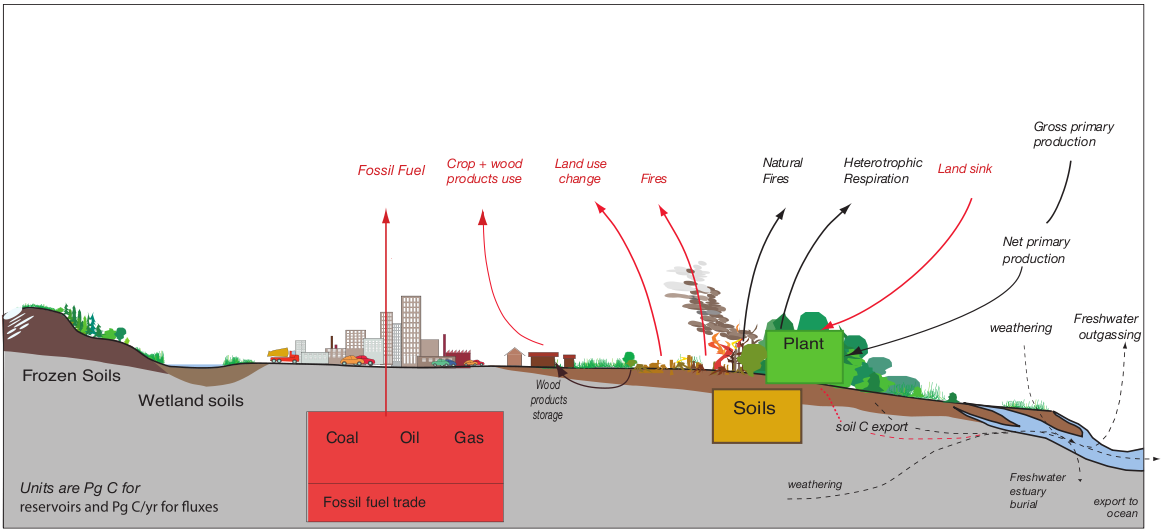 Gross primary
production
Fossil Fuel
Crop + wood
products use
Land use
change
Fires
Natural
Fires
Heterotrophic
Respiration
Land sink
Net primary
production
weathering
Freshwater
outgassing
Plant
Frozen Soils
Wetland soils
Wood
products
storage
Soils
soil C export
Coal
Oil
Gas
Fossil fuel trade
weathering
Freshwater
estuary
burial
export to
ocean
Units are Pg C for
reservoirs and Pg C/yr for fluxes